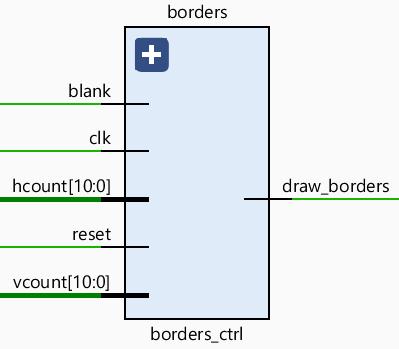 borders
blank
clk
hcount[10:0]
draw_borders
reset
vcount[10:0]
borders_ctrl